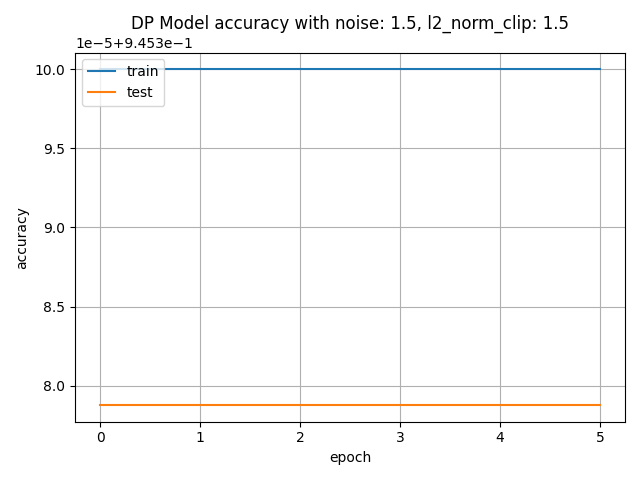 DP Model accuracy with noise: 1.5, l2_norm_clip: 1.5
1e-5+9.453e-1
train
test
10.0
9.5
9.0
8.5
8.0
accuracy
0 1 2 3 4 5
epoch